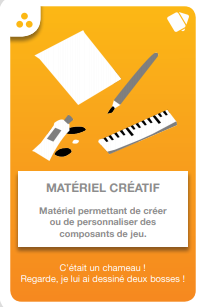 MATÉRIEL CRÉATIF
Matériel permettant de créer
ou de personnaliser des
composants de jeu.
C'était un chameau !
Regarde, je lui ai dessiné deux bosses !